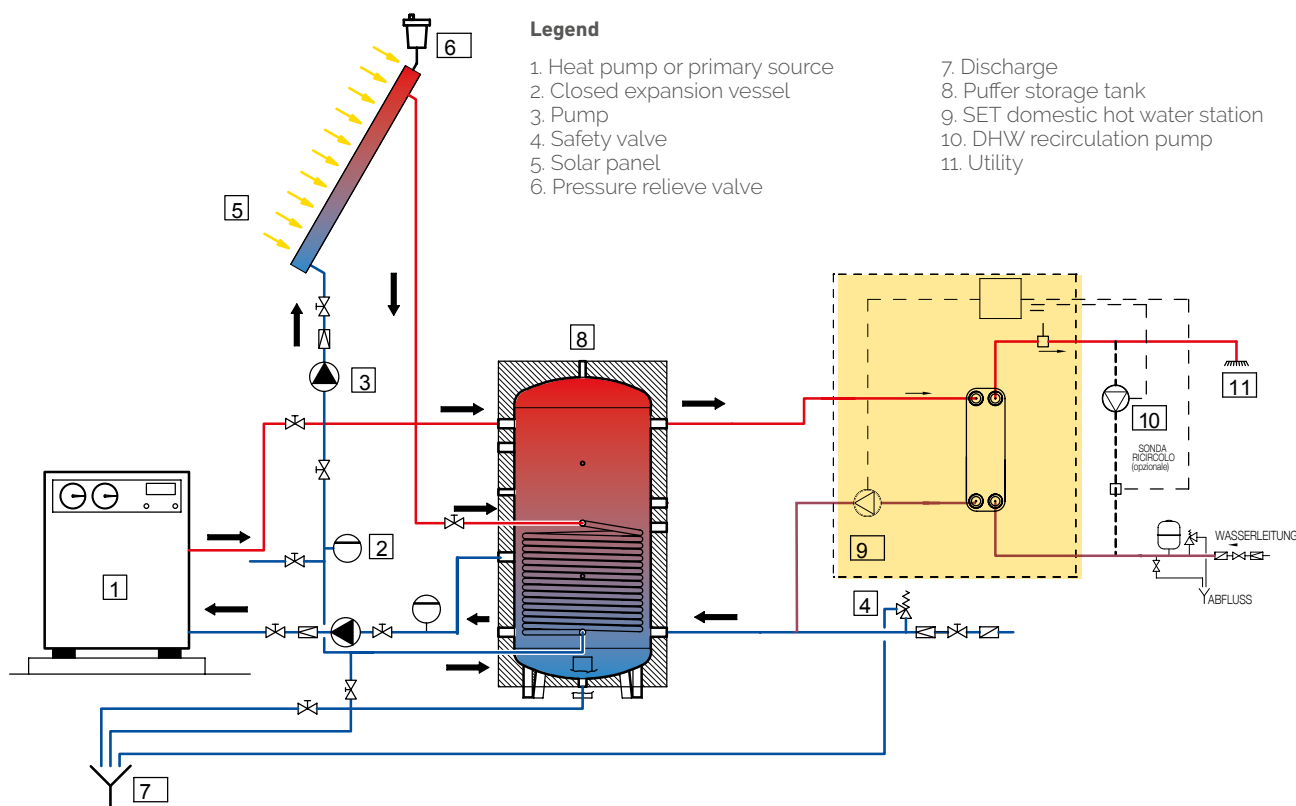 Legend
1. Heat pump or primary source
2. Closed expansion vessel
3. Pump
4. Safety valve
5. Solar panel
6. Pressure relieve valve
7. Discharge
8. Puffer storage tank
9. SET domestic hot water station
10. DHW recirculation pump
11. Utility
6
5
8
3
11
10
SONDA
RICIRCOLO
(opzionale)
2
9
WASSERLEITUNG
1
4
ABFLUSS
7